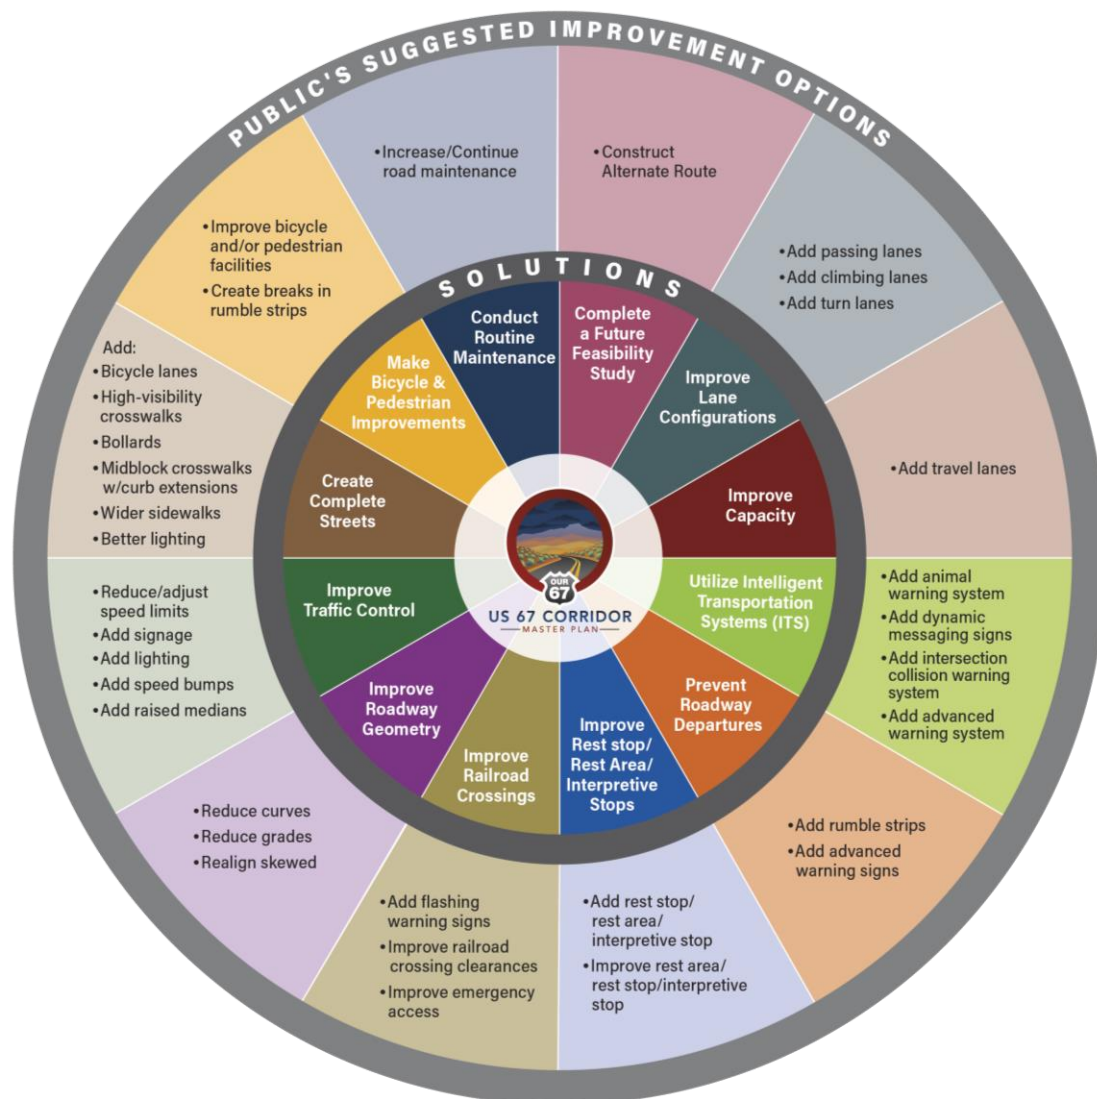 PUBLIC'S SUGGESTED IMPROVEMENT OPTIONS
•Increase/Continue
road maintenance
•Construct
Alternate Route
•Add passing lanes
•Add climbing lanes
•Add turn lanes
•Add travel lanes
•Add animal
warning system
•Add dynamic
messaging signs
•Add intersection
collision warning
system
•Add advanced
warning system
•Add rumble strips
•Add advanced
warning signs
•Add rest stop/
rest area/
interpretive stop
•Improve rest area/
rest stop/interpretive
stop
•Add flashing
warning signs
•Improve railroad
crossing clearances
•Improve emergency
access
•Reduce curves
•Reduce grades
•Realign skewed
•Reduce/adjust
speed limits
•Add signage
•Add lighting
•Add speed bumps
•Add raised medians
Add:
•Bicycle lanes
•High-visibility
crosswalks
•Bollards
•Midblock crosswalks
w/curb extensions
•Wider sidewalks
•Better lighting
•Improve bicycle
and/or pedestrian
facilities
•Create breaks in
rumble strips
SOLUTIONS
Conduct
Routine
Maintenance
Complete
a Future
Feasibility
Study
Improve
Lane
Configurations
Improve
Capacity
Utilize Intelligent
Transportation
Systems (ITS)
Prevent
Roadway
Departures
Improve
Rest stop/
Rest Area/
Interpretive
Stops
Improve
Railroad
Crossings
Improve
Roadway
Geometry
Improve
Traffic Control
Create
Complete
Streets
Make
Bicycle &
Pedestrian
Improvements
OUR
67
US 67 CORRIDOR
MASTER PLAN